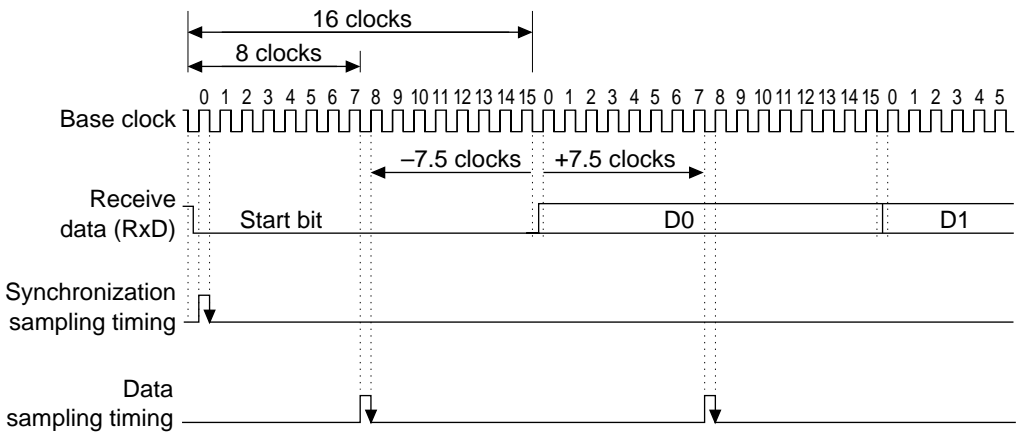 16 clocks
8 clocks
0 1 2 3 4 5 6 7 8 9 10 11 12 13 14 15 0 1 2 3 4 5 6 7 8 9 10 11 12 13 14 15 0 1 2 3 4 5
Base clock
–7.5 clocks +7.5 clocks
Receive
data (RxD)
Start bit D0 D1
Synchronization
sampling timing
Data
sampling timing